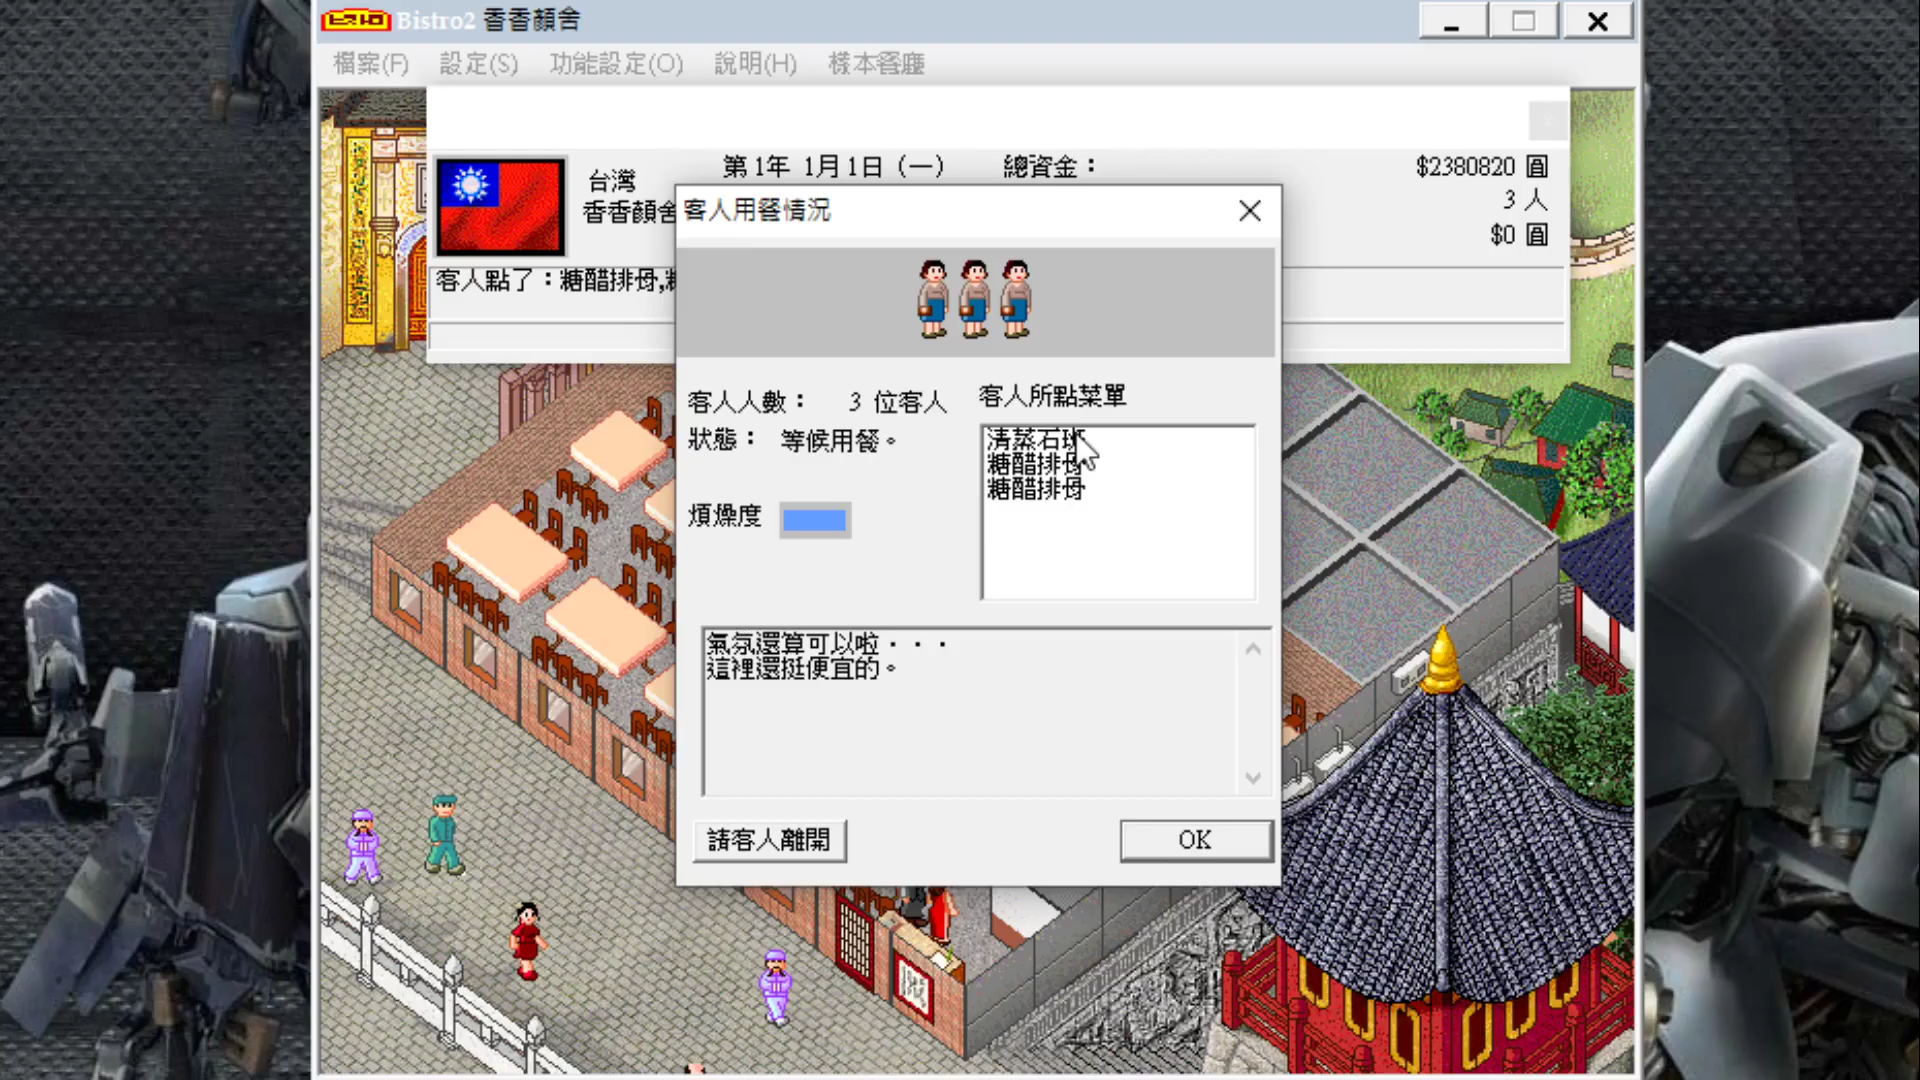 Bistro2 香香顏舍
檔案(F) 設定(S) 功能設定(O) 說明(H) 樣本餐廳
台灣
第1年 1月1日 (一) 總資金： $2380820 圓
香香顏舍
3 人
$0 圓
客人點了：糖醋排骨,
客人用餐情況
客人人數： 3 位客人
客人所點菜單
狀態： 等候用餐。
清蒸石斑
糖醋排骨
糖醋排骨
煩燥度
氣氛還算可以啦・・・
這裡還挺便宜的。
請客人離開
OK